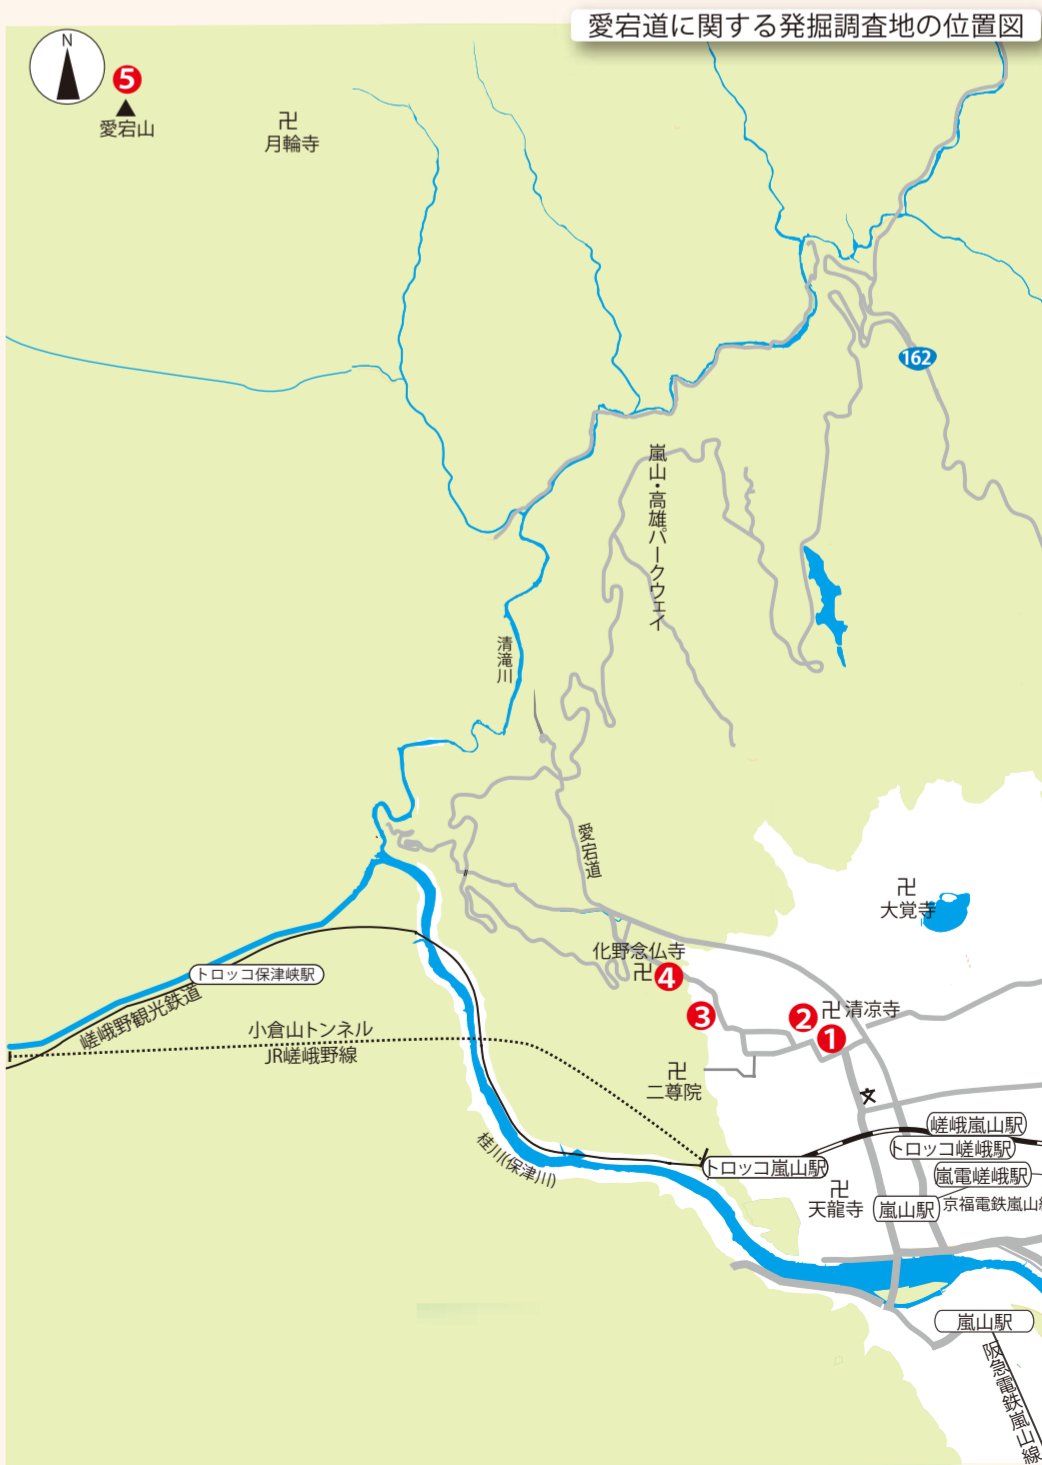 愛宕道に関する発掘調査地の位置図
N
5
愛宕山
卍
月輪寺
162
嵐山・高雄パークウェイ
清滝川
愛宕道
卍
大覚寺
化野念仏寺
卍
4
3
2
卍
清凉寺
1
トロッコ保津峡駅
嵯峨野観光鉄道
小倉山トンネル
JR嵯峨野線
卍
二尊院
桂川(保津川)
嵯峨嵐山駅
トロッコ嵯峨駅
トロッコ嵐山駅
嵐電嵯峨駅
卍
天龍寺
嵐山駅
京福電鉄嵐山
嵐山駅
阪急電鉄嵐山線